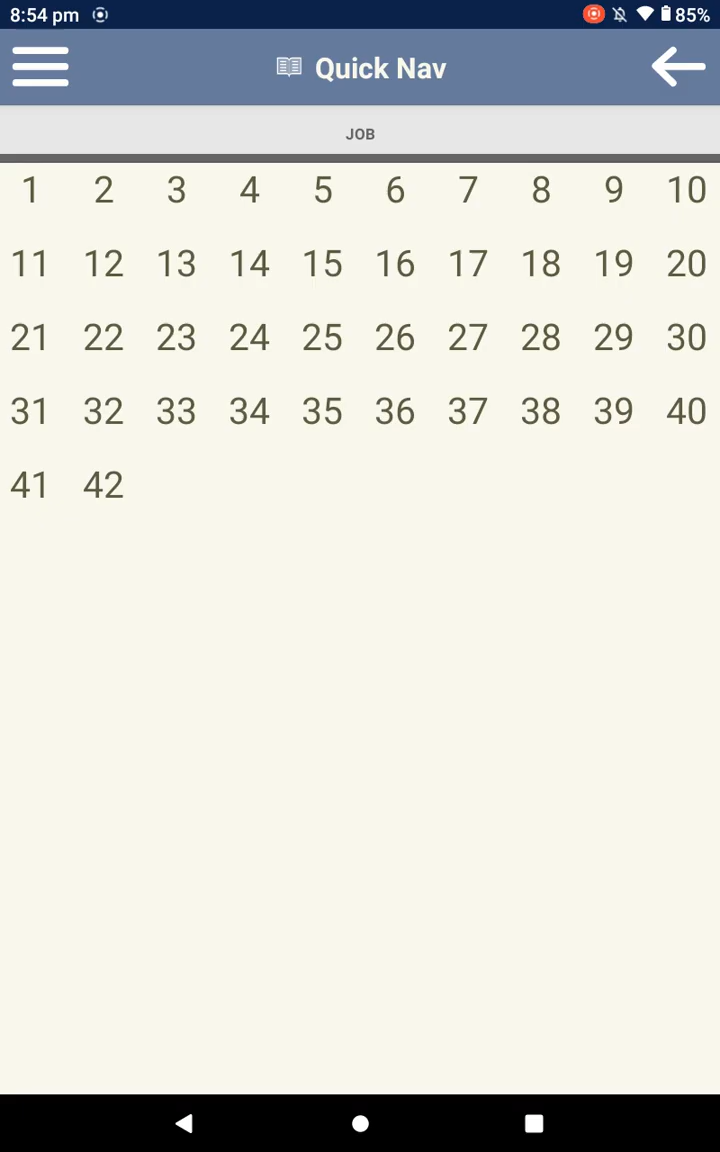 8:54 pm 85%
Quick Nav
JOB
1 2 3 4 5 6 7 8 9 10
11 12 13 14 15 16 17 18 19 20
21 22 23 24 25 26 27 28 29 30
31 32 33 34 35 36 37 38 39 40
41 42